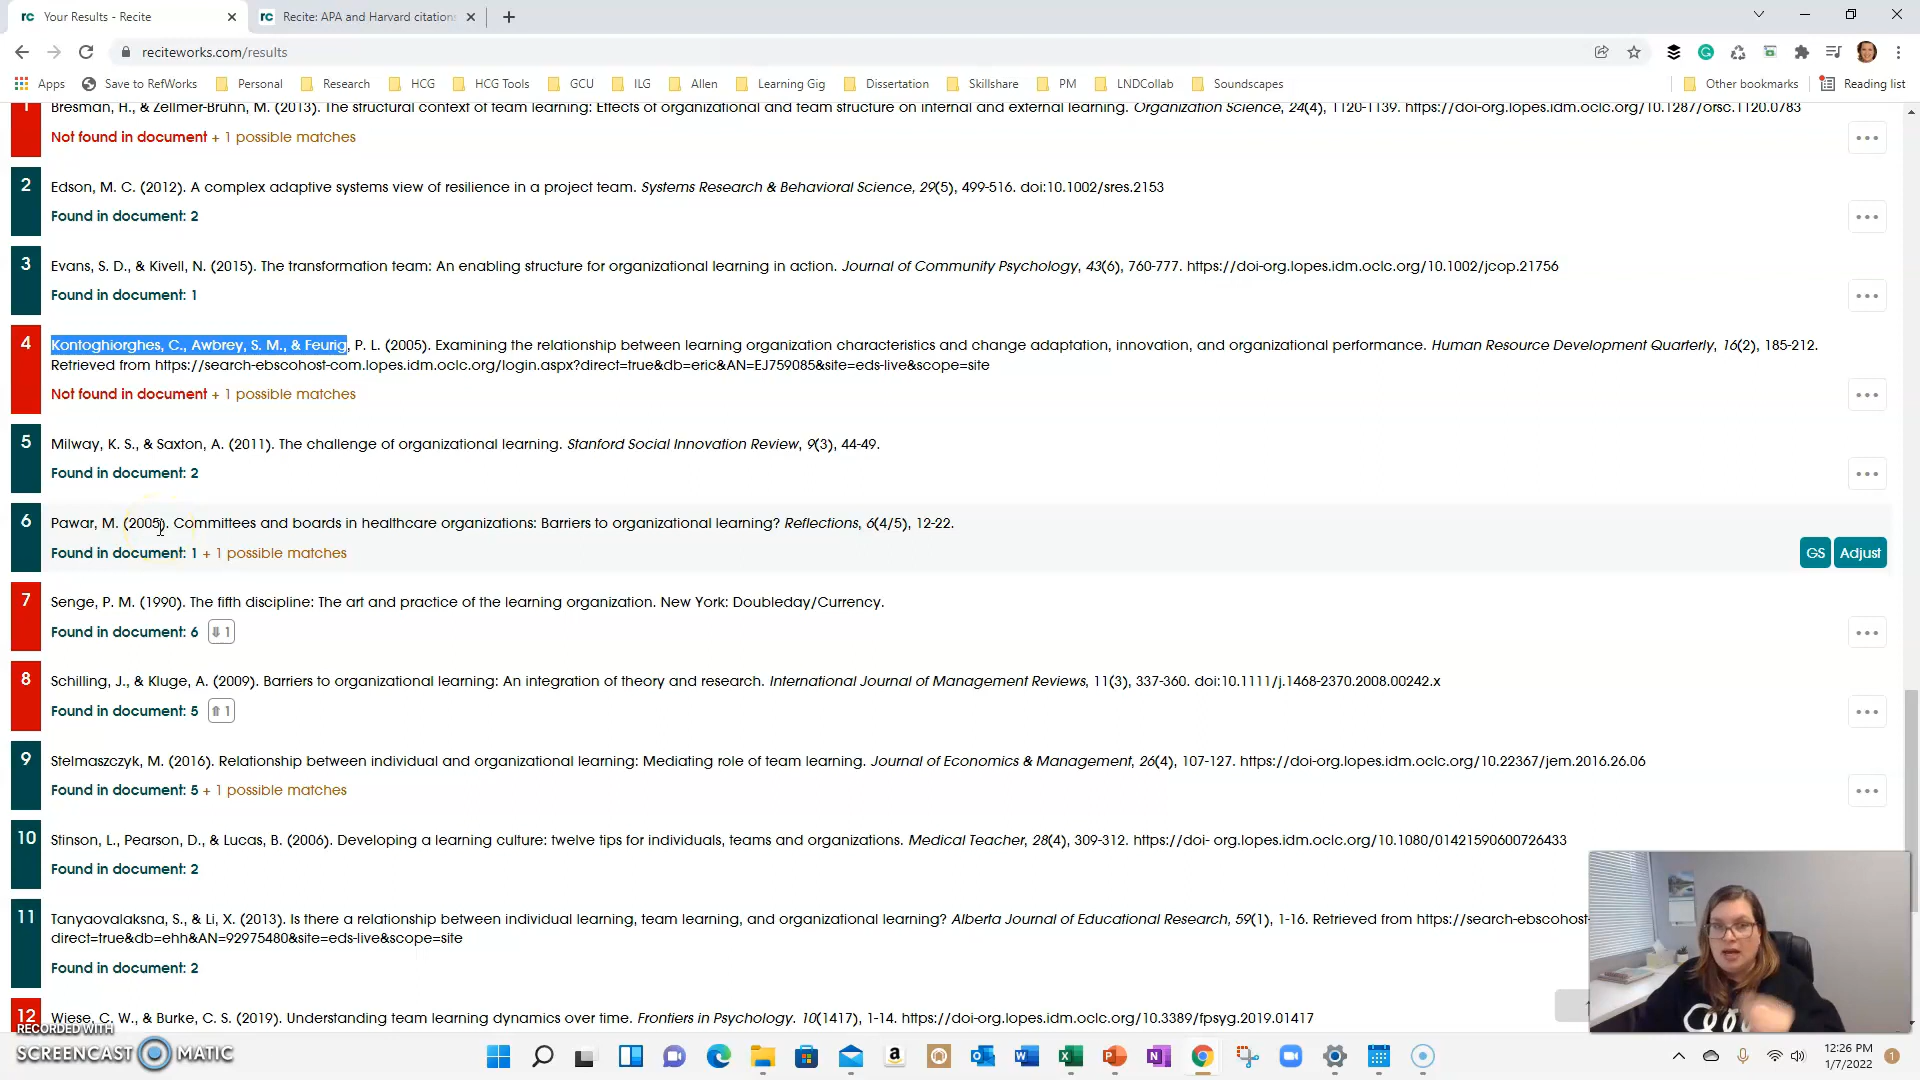 rc Your Results - Recite
rc Recite: APA and Harvard citations
reciteworks.com/results
Apps Save to RefWorks Personal Research HCG HCG Tools GCU ILG Allen Learning Gig Dissertation Skillshare PM LNDCollab Soundscapes Other bookmarks Reading list
1 Bresman, H., & Zellmer-Bruhn, M. (2013). The structural context of team learning: Effects of organizational and team structure on internal and external learning. Organization Science, 24(4), 1120-1139. https://doi-org.lopes.idm.oclc.org/10.1287/orsc.1120.0783
Not found in document + 1 possible matches
2 Edson, M. C. (2012). A complex adaptive systems view of resilience in a project team. Systems Research & Behavioral Science, 29(5), 499-516. doi:10.1002/sres.2153
Found in document: 2
3 Evans, S. D., & Kivell, N. (2015). The transformation team: An enabling structure for organizational learning in action. Journal of Community Psychology, 43(6), 760-777. https://doi-org.lopes.idm.oclc.org/10.1002/jcop.21756
Found in document: 1
4 Kontoghiorghes, C., Awbrey, S. M., & Feurig, P. L. (2005). Examining the relationship between learning organization characteristics and change adaptation, innovation, and organizational performance. Human Resource Development Quarterly, 16(2), 185-212.
Retrieved from https://search-ebscohost-com.lopes.idm.oclc.org/login.aspx?direct=true&db=eric&AN=EJ759085&site=eds-live&scope=site
Not found in document + 1 possible matches
5 Milway, K. S., & Saxton, A. (2011). The challenge of organizational learning. Stanford Social Innovation Review, 9(3), 44-49.
Found in document: 2
6 Pawar, M. (2005). Committees and boards in healthcare organizations: Barriers to organizational learning? Reflections, 6(4/5), 12-22.
Found in document: 1 + 1 possible matches GS Adjust
7 Senge, P. M. (1990). The fifth discipline: The art and practice of the learning organization. New York: Doubleday/Currency.
Found in document: 6 ⇓ 1
8 Schilling, J., & Kluge, A. (2009). Barriers to organizational learning: An integration of theory and research. International Journal of Management Reviews, 11(3), 337-360. doi:10.1111/j.1468-2370.2008.00242.x
Found in document: 5 ⇑ 1
9 Stelmaszczyk, M. (2016). Relationship between individual and organizational learning: Mediating role of team learning. Journal of Economics & Management, 26(4), 107-127. https://doi-org.lopes.idm.oclc.org/10.22367/jem.2016.26.06
Found in document: 5 + 1 possible matches
10 Stinson, L., Pearson, D., & Lucas, B. (2006). Developing a learning culture: twelve tips for individuals, teams and organizations. Medical Teacher, 28(4), 309-312. https://doi- org.lopes.idm.oclc.org/10.1080/01421590600726433
Found in document: 2
11 Tanyaovalaksna, S., & Li, X. (2013). Is there a relationship between individual learning, team learning, and organizational learning? Alberta Journal of Educational Research, 59(1), 1-16. Retrieved from https://search-ebscohost-
direct=true&db=ehh&AN=92975480&site=eds-live&scope=site
Found in document: 2
12 Wiese, C. W., & Burke, C. S. (2019). Understanding team learning dynamics over time. Frontiers in Psychology. 10(1417), 1-14. https://doi-org.lopes.idm.oclc.org/10.3389/fpsyg.2019.01417
RECORDED WITH
SCREENCAST MATIC
12:26 PM
1/7/2022
1